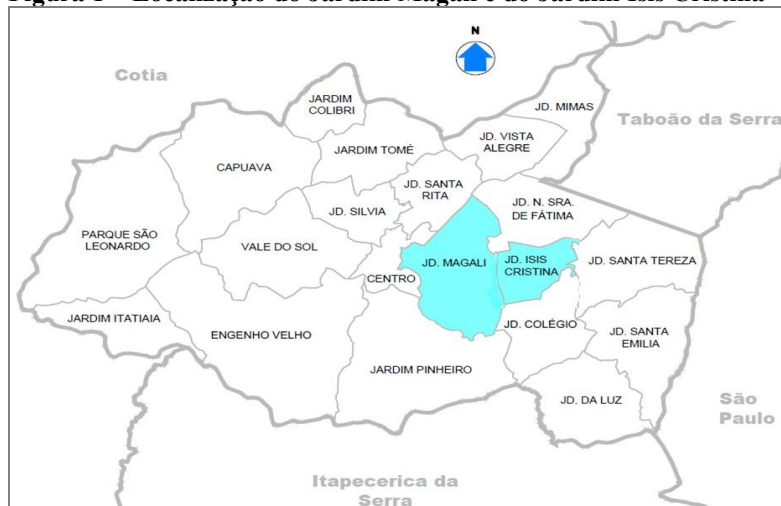 Figura 1 – Localização do Jardim Magali e do Jardim Isis Cristina
N
Cotia
JARDIM
COLIBRI
JD. MIMAS
Taboão da Serra
JD. VISTA
ALEGRE
JARDIM TOMÉ
CAPUAVA
JD. SANTA
RITA
JD. N. SRA.
DE FÁTIMA
JD. SILVIA
PARQUE SÃO
LEONARDO
VALE DO SOL
JD. MAGALI
JD. ISIS
CRISTINA
JD. SANTA TEREZA
CENTRO
JARDIM ITATIAIA
ENGENHO VELHO
JD. COLÉGIO
JD. SANTA
EMILIA
JARDIM PINHEIRO
JD. DA LUZ
São
Paulo
Itapecerica da
Serra